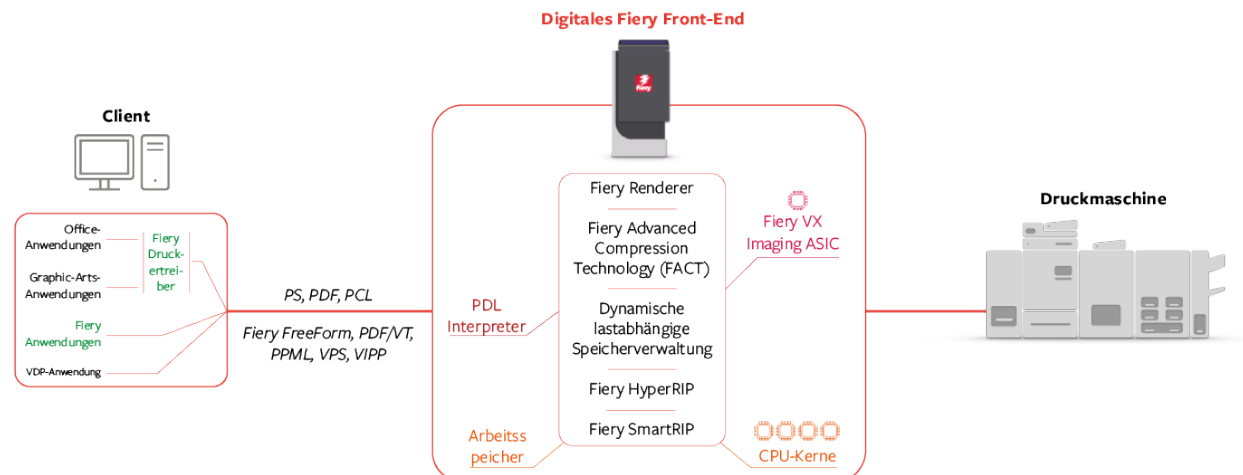 Digitales Fiery Front-End
Fiery
Client
Office-
Anwendungen
Graphic-Arts-
Anwendungen
Fiery
Druck-
ertrei-
ber
Fiery
Anwendungen
VDP-Anwendung
PS, PDF, PCL
Fiery FreeForm, PDF/VT,
PPML, VPS, VIPP
PDL
Interpreter
Arbeitss
peicher
Fiery Renderer
Fiery Advanced
Compression
Technology (FACT)
Dynamische
lastabhängige
Speicherverwaltung
Fiery HyperRIP
Fiery SmartRIP
Fiery VX
Imaging ASIC
CPU-Kerne
Druckmaschine